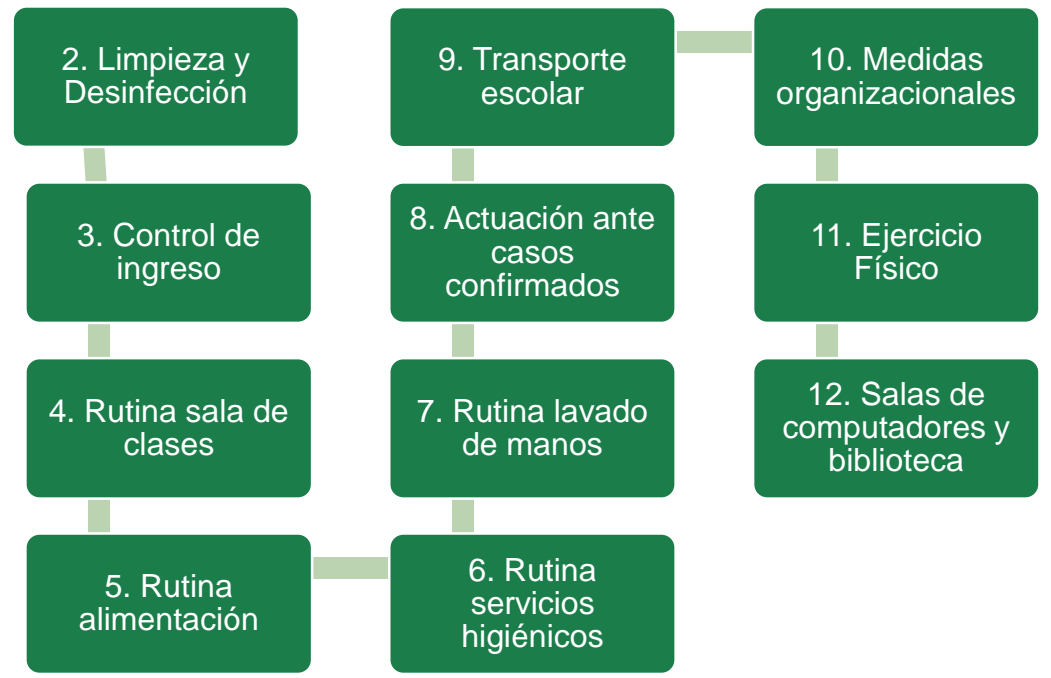 2. Limpieza y
Desinfección
3. Control de
ingreso
4. Rutina sala de
clases
5. Rutina
alimentación
6. Rutina
servicios
higiénicos
7. Rutina lavado
de manos
8. Actuación ante
casos
confirmados
9. Transporte
escolar
10. Medidas
organizacionales
11. Ejercicio
Físico
12. Salas de
computadores y
biblioteca